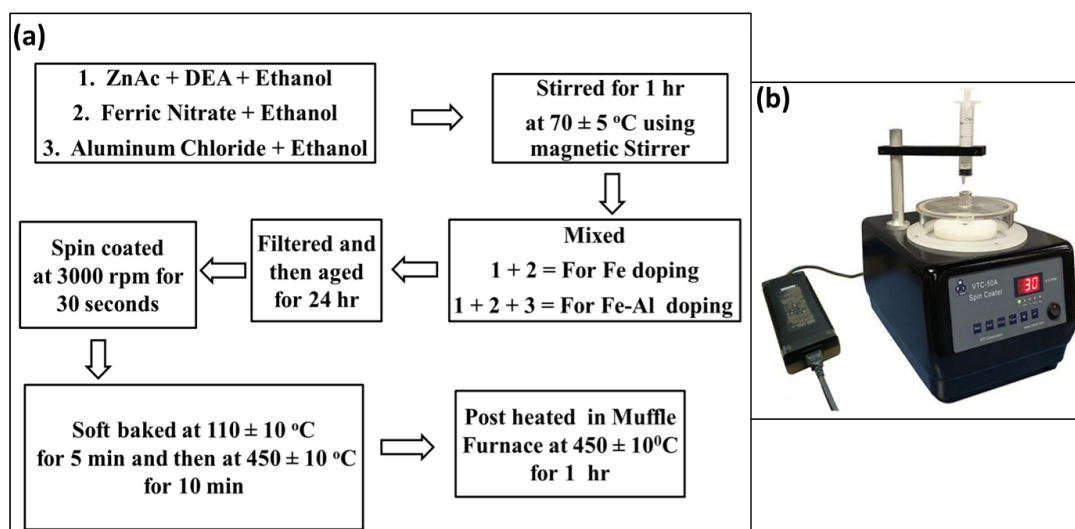 (a)
1. ZnAc + DEA + Ethanol
2. Ferric Nitrate + Ethanol
3. Aluminum Chloride + Ethanol
Stirred for 1 hr
at 70 ± 5 °C using
magnetic Stirrer
Mixed
1 + 2 = For Fe doping
1 + 2 + 3 = For Fe-Al doping
Filtered and
then aged
for 24 hr
Spin coated
at 3000 rpm for
30 seconds
Soft baked at 110 ± 10 °C
for 5 min and then at 450 ± 10 °C
for 10 min
Post heated in Muffle
Furnace at 450 ± 10⁰C
for 1 hr
(b)
VTC-50A
Spin Coater
30